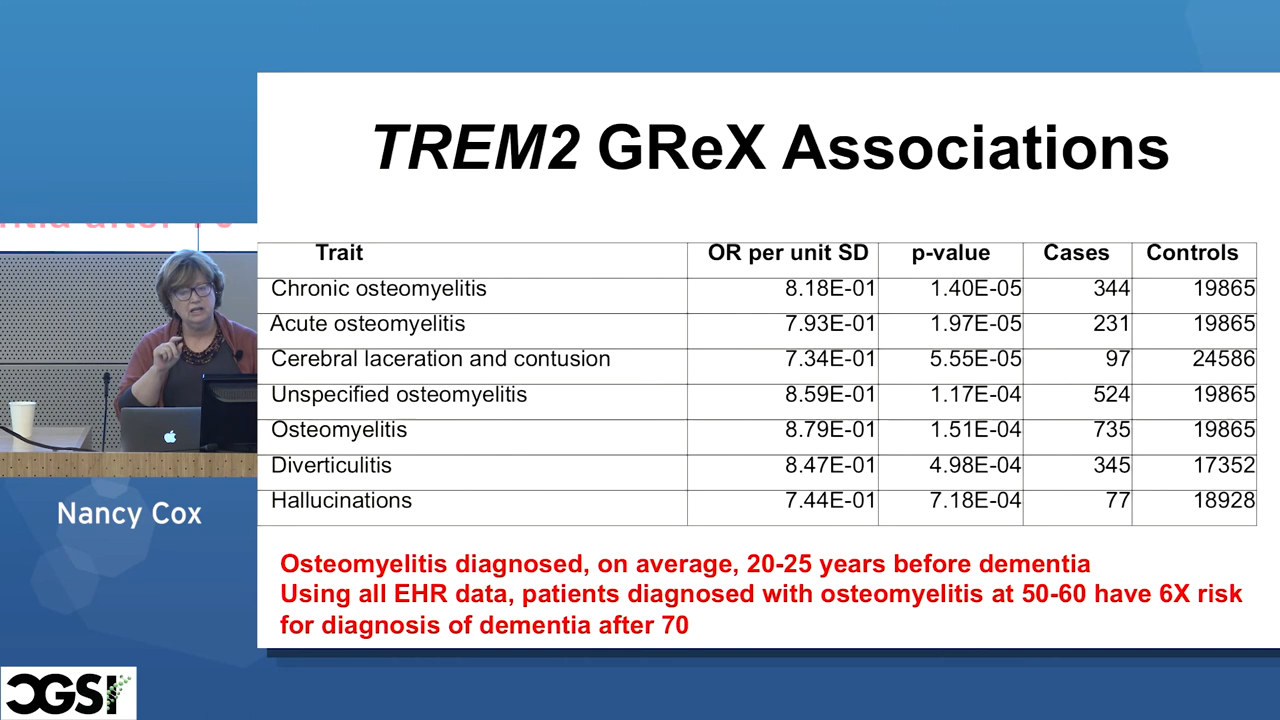 TREM2 GReX Associations
Trait OR per unit SD p-value Cases Controls
Chronic osteomyelitis 8.18E-01 1.40E-05 344 19865
Acute osteomyelitis 7.93E-01 1.97E-05 231 19865
Cerebral laceration and contusion 7.34E-01 5.55E-05 97 24586
Unspecified osteomyelitis 8.59E-01 1.17E-04 524 19865
Osteomyelitis 8.79E-01 1.51E-04 735 19865
Diverticulitis 8.47E-01 4.98E-04 345 17352
Hallucinations 7.44E-01 7.18E-04 77 18928
Osteomyelitis diagnosed, on average, 20-25 years before dementia
Using all EHR data, patients diagnosed with osteomyelitis at 50-60 have 6X risk
for diagnosis of dementia after 70
Nancy Cox
CGSI